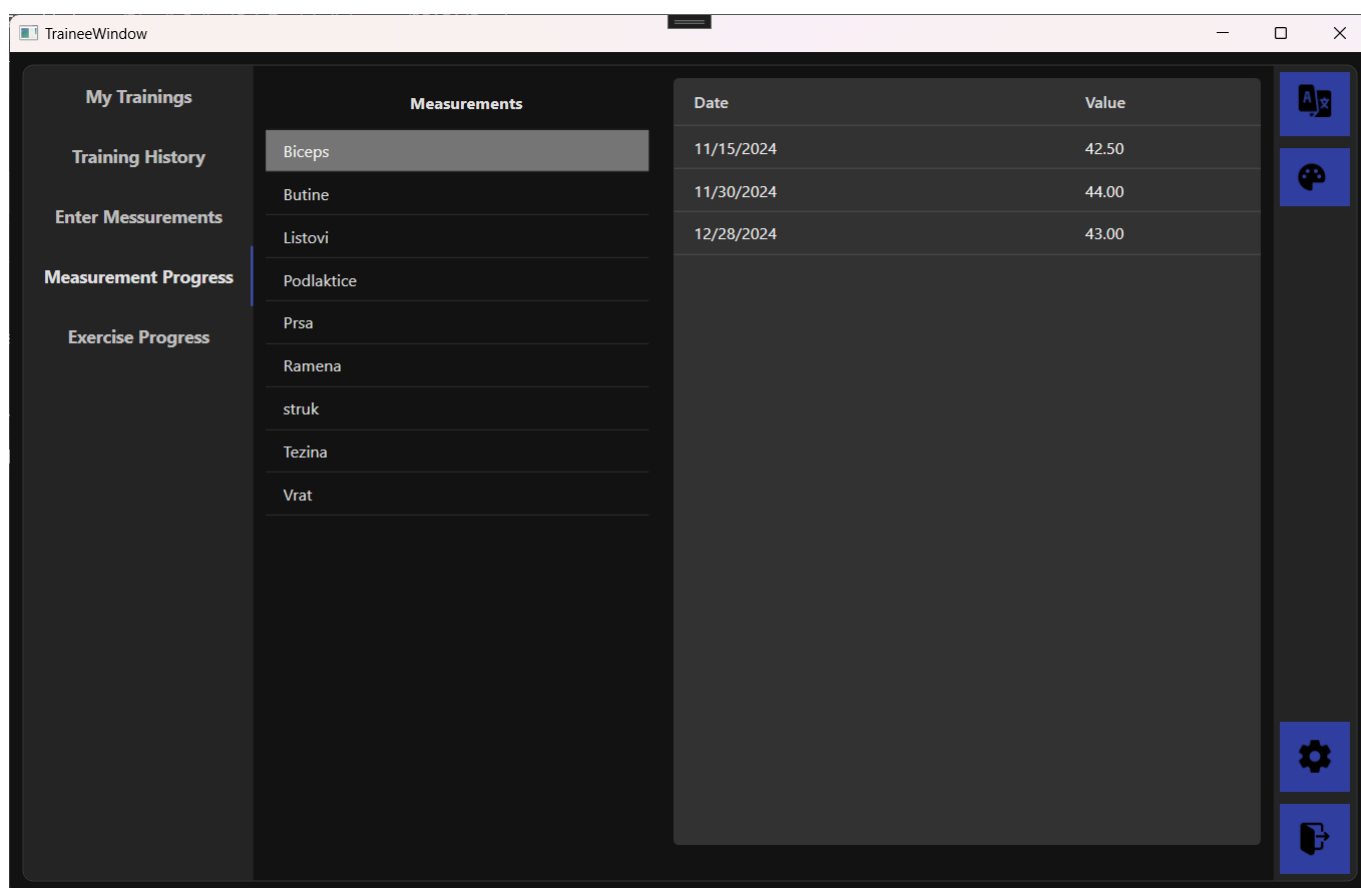 TraineeWindow
My Trainings
Training History
Enter Messurements
Measurement Progress
Exercise Progress
Measurements
Biceps
Butine
Listovi
Podlaktice
Prsa
Ramena
struk
Tezina
Vrat
Date Value
11/15/2024 42.50
11/30/2024 44.00
12/28/2024 43.00
A 文